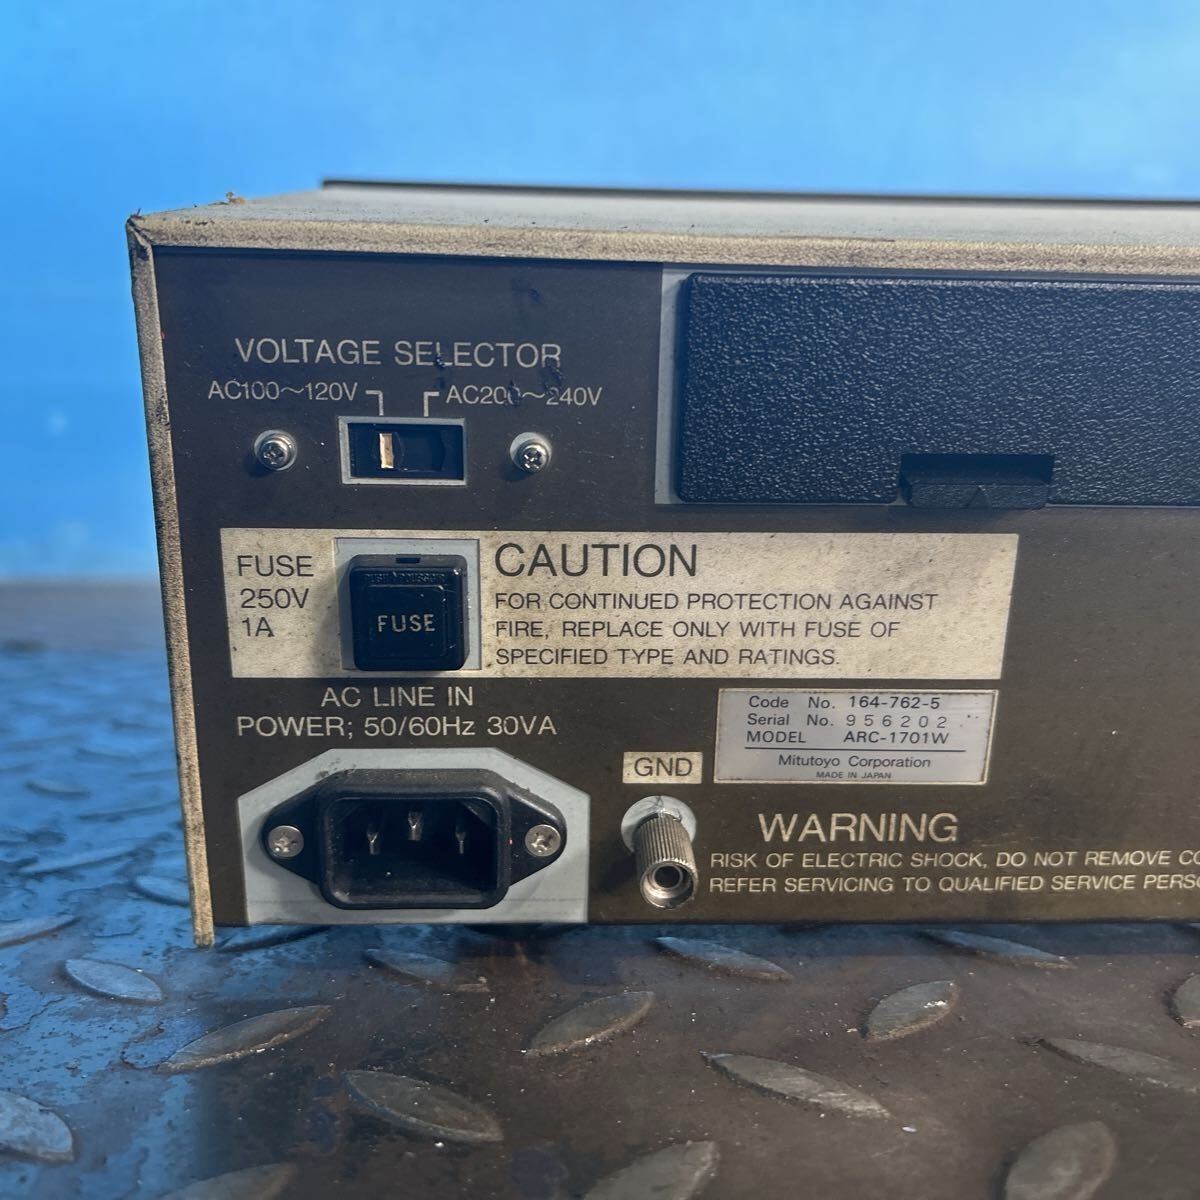 VOLTAGE SELECTOR
AC100～120V
AC200～240V
FUSE
250V
1A
PUSH POUSSER
FUSE
CAUTION
FOR CONTINUED PROTECTION AGAINST
FIRE, REPLACE ONLY WITH FUSE OF
SPECIFIED TYPE AND RATINGS.
AC LINE IN
POWER; 50/60Hz 30VA
GND
Code No. 164-762-5
Serial No. 956202
MODEL ARC-1701W
Mitutoyo Corporation
MADE IN JAPAN
WARNING
RISK OF ELECTRIC SHOCK, DO NOT REMOVE CO
REFER SERVICING TO QUALIFIED SERVICE PERSO